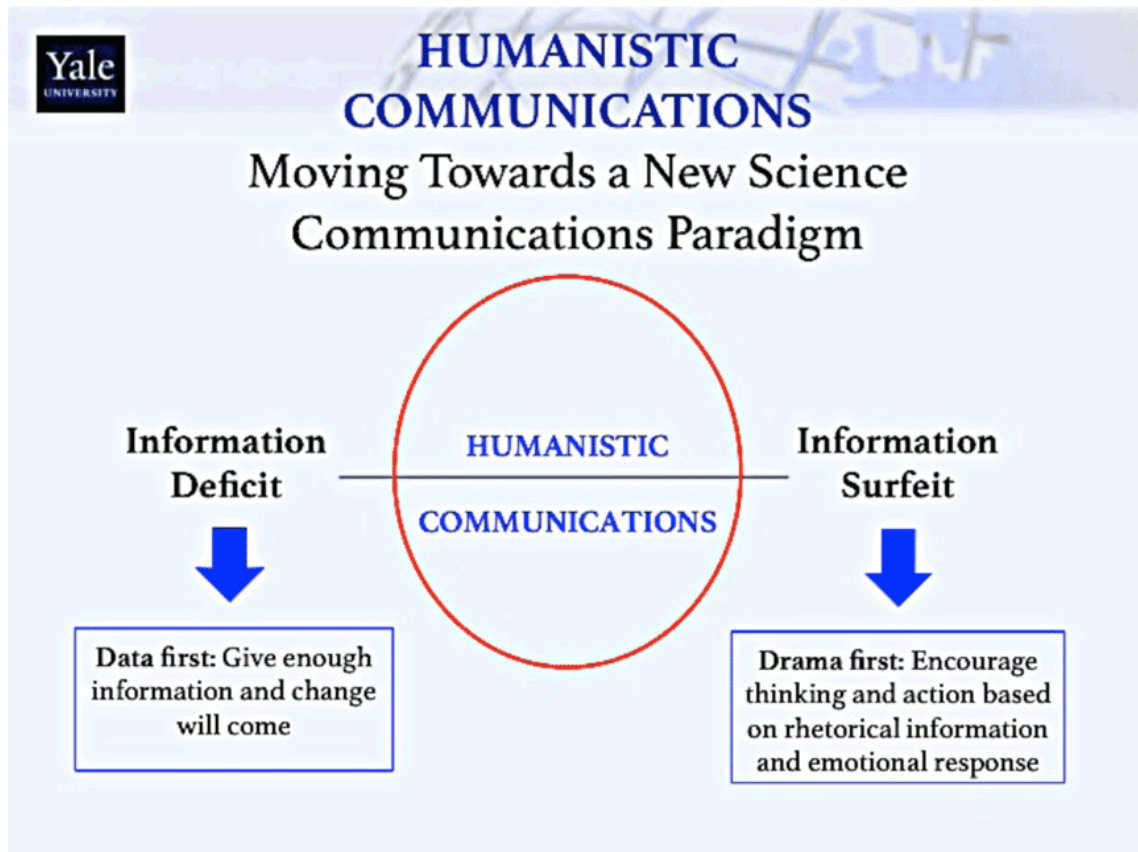 Yale
UNIVERSITY
HUMANISTIC
COMMUNICATIONS
Moving Towards a New Science
Communications Paradigm
Information
Deficit
HUMANISTIC
COMMUNICATIONS
Information
Surfeit
Data first: Give enough
information and change
will come
Drama first: Encourage
thinking and action based
on rhetorical information
and emotional response